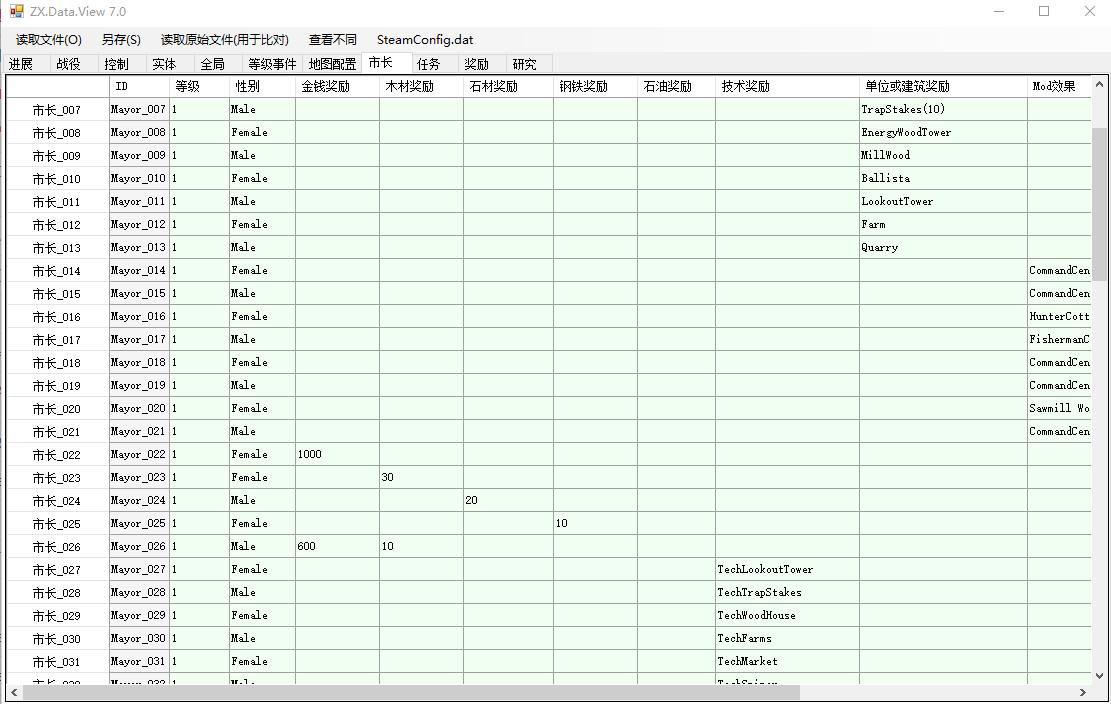 ZX.Data.View 7.0
读取文件(O) 另存(S) 读取原始文件(用于比对) 查看不同 SteamConfig.dat
进展 战役 控制 实体 全局 等级事件 地图配置 市长 任务 奖励 研究
ID 等级 性别 金钱奖励 木材奖励 石材奖励 钢铁奖励 石油奖励 技术奖励 单位或建筑奖励 Mod效果
市长_007 Mayor_007 1 Male TrapStakes(10)
市长_008 Mayor_008 1 Female EnergyWoodTower
市长_009 Mayor_009 1 Male MillWood
市长_010 Mayor_010 1 Female Ballista
市长_011 Mayor_011 1 Male LookoutTower
市长_012 Mayor_012 1 Female Farm
市长_013 Mayor_013 1 Male Quarry
市长_014 Mayor_014 1 Female CommandCen
市长_015 Mayor_015 1 Male CommandCen
市长_016 Mayor_016 1 Female HunterCott
市长_017 Mayor_017 1 Male FishermanC
市长_018 Mayor_018 1 Female CommandCen
市长_019 Mayor_019 1 Male CommandCen
市长_020 Mayor_020 1 Female Sawmill Wo
市长_021 Mayor_021 1 Male CommandCen
市长_022 Mayor_022 1 Female 1000
市长_023 Mayor_023 1 Female 30
市长_024 Mayor_024 1 Male 20
市长_025 Mayor_025 1 Female 10
市长_026 Mayor_026 1 Male 600 10
市长_027 Mayor_027 1 Female TechLookoutTower
市长_028 Mayor_028 1 Male TechTrapStakes
市长_029 Mayor_029 1 Female TechWoodHouse
市长_030 Mayor_030 1 Male TechFarms
市长_031 Mayor_031 1 Female TechMarket